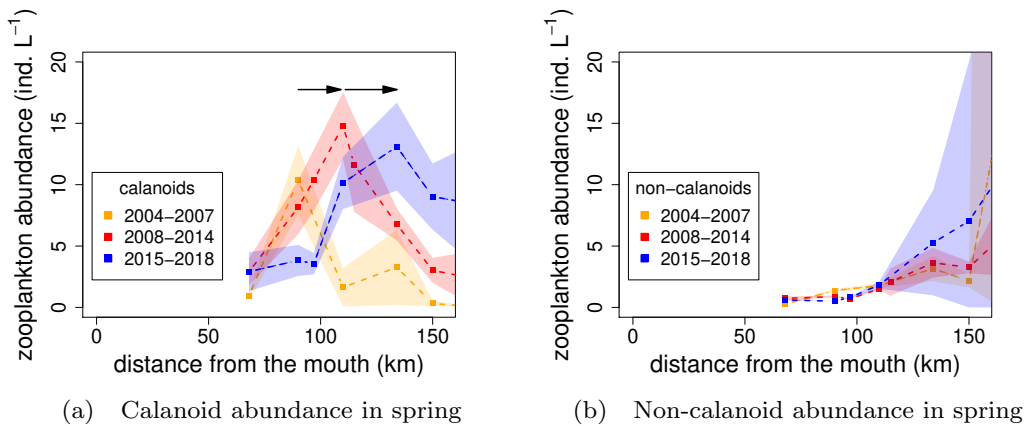 zooplankton abundance (ind. L⁻¹)
20
15
10
5
0
calanoids
2004−2007
2008−2014
2015−2018
0 50 100 150
distance from the mouth (km)
(a) Calanoid abundance in spring
zooplankton abundance (ind. L⁻¹)
20
15
10
5
0
non−calanoids
2004−2007
2008−2014
2015−2018
0 50 100 150
distance from the mouth (km)
(b) Non-calanoid abundance in spring